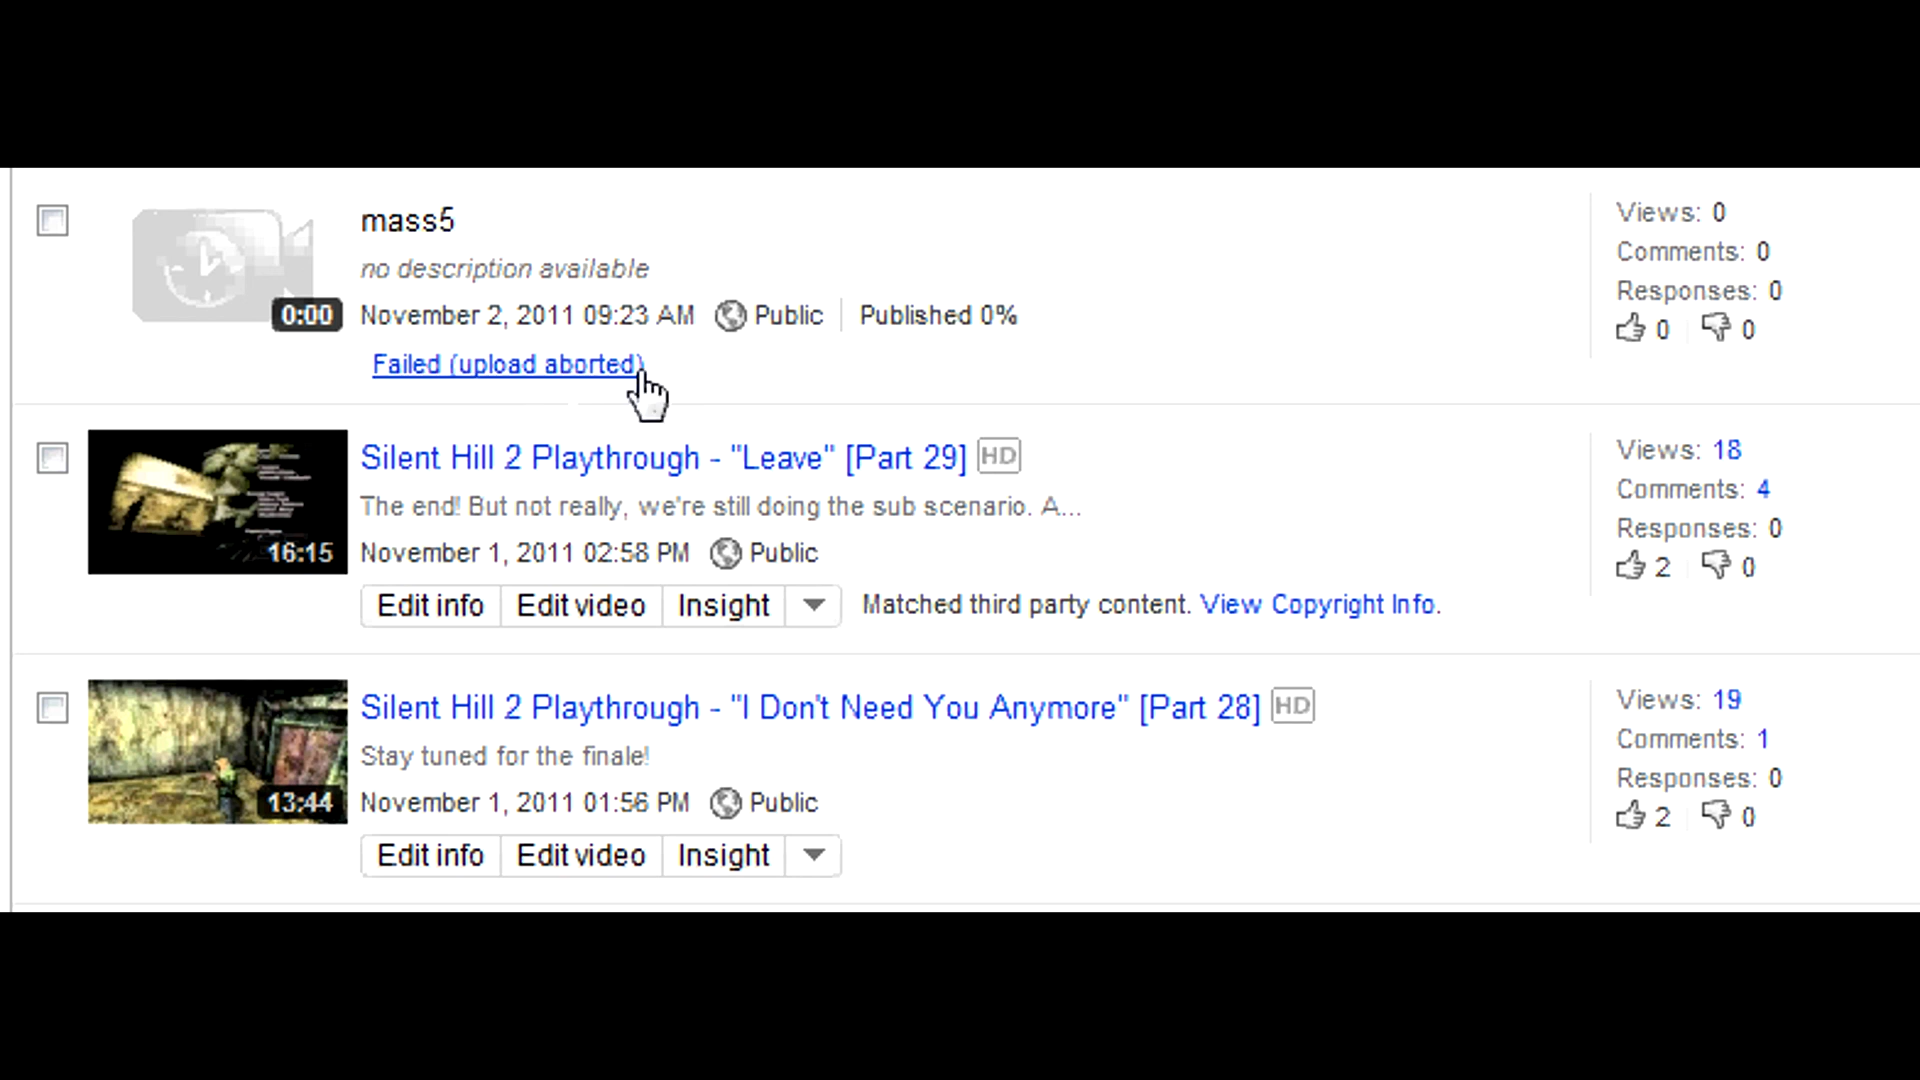 mass5
no description available
0:00
November 2, 2011 09:23 AM Public Published 0%
Failed (upload aborted)
Views: 0
Comments: 0
Responses: 0
0 0
Silent Hill 2 Playthrough - "Leave" [Part 29] HD
The end! But not really, we're still doing the sub scenario. A...
16:15
November 1, 2011 02:58 PM Public
Edit info Edit video Insight Matched third party content. View Copyright Info.
Views: 18
Comments: 4
Responses: 0
2 0
Silent Hill 2 Playthrough - "I Don't Need You Anymore" [Part 28] HD
Stay tuned for the finale!
13:44
November 1, 2011 01:56 PM Public
Edit info Edit video Insight
Views: 19
Comments: 1
Responses: 0
2 0